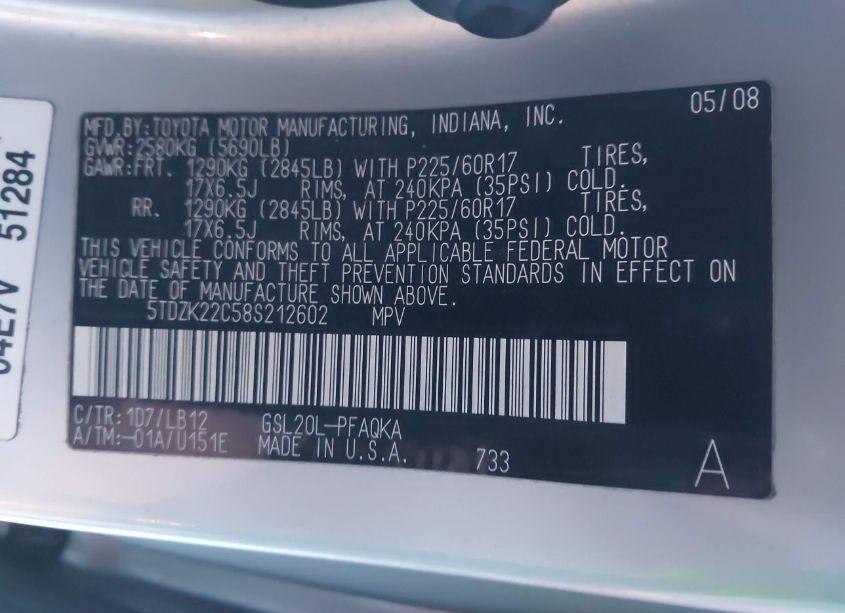 MFD.BY:TOYOTA MOTOR MANUFACTURING, INDIANA, INC. 05/08
GVWR:2580KG (5690LB)
GAWR:FRT. 1290KG (2845LB) WITH P225/60R17 TIRES,
17X6.5J RIMS, AT 240KPA (35PSI) COLD.
RR. 1290KG (2845LB) WITH P225/60R17 TIRES,
17X6.5J RIMS, AT 240KPA (35PSI) COLD.
THIS VEHICLE CONFORMS TO ALL APPLICABLE FEDERAL MOTOR
VEHICLE SAFETY AND THEFT PREVENTION STANDARDS IN EFFECT ON
THE DATE OF MANUFACTURE SHOWN ABOVE.
5TDZK22C58S212602 MPV
C/TR:1D7/LB12 GSL20L-PFAQKA
A/TM:-01A/U151E MADE IN U.S.A. 733
A
51284